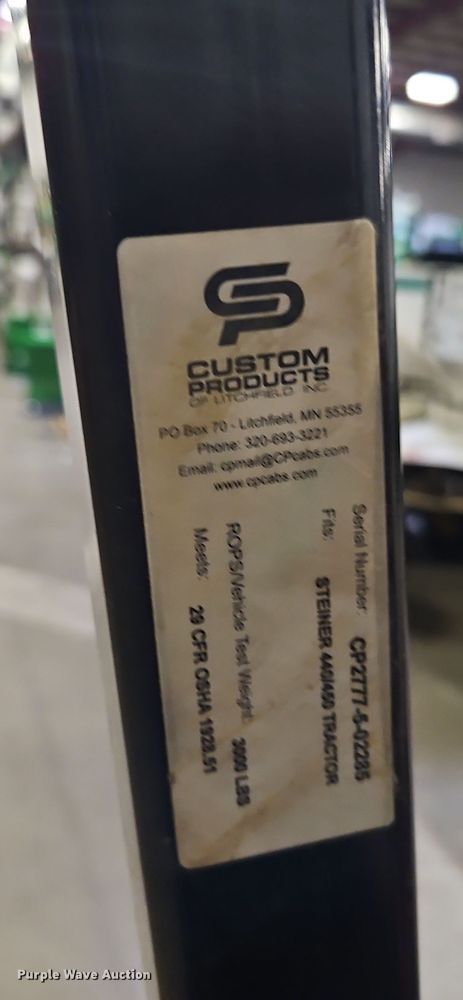 CP
CUSTOM
PRODUCTS
OF LITCHFIELD INC.
PO Box 70 - Litchfield, MN 55355
Phone: 320-693-3221
Email: cpmail@CPcabs.com
www.cpcabs.com
Serial Number: CP2777-5-02285
Fits: STEINER 440/450 TRACTOR
ROPS/Vehicle Test Weight: 3000 LBS
Meets: 29 CFR OSHA 1928.51
Purple Wave Auction